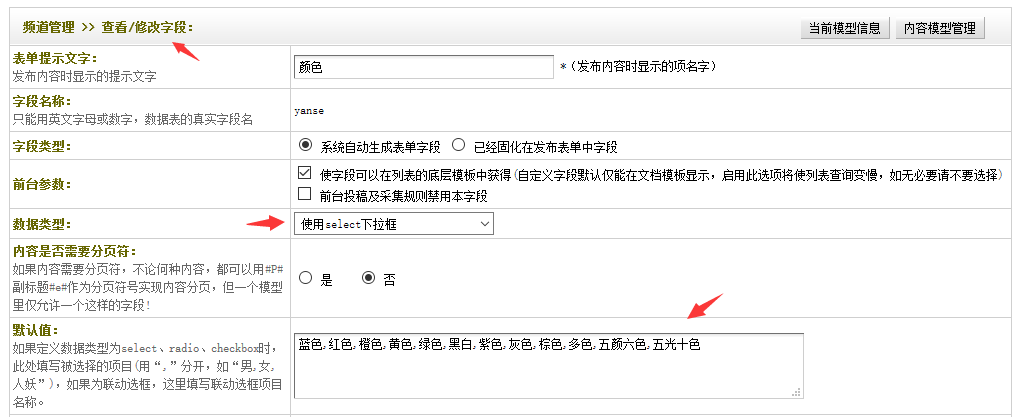 频道管理 >> 查看/修改字段:
当前模型信息
内容模型管理
表单提示文字:
发布内容时显示的提示文字
颜色
*(发布内容时显示的项名字)
字段名称:
只能用英文字母或数字,数据表的真实字段名
yanse
字段类型:
系统自动生成表单字段
已经固化在发布表单中字段
前台参数:
使字段可以在列表的底层模板中获得(自定义字段默认仅能在文档模板显示,启用此选项将使列表查询变慢,如无必要请不要选择)
前台投稿及采集规则禁用本字段
数据类型:
使用select下拉框
内容是否需要分页符:
如果内容需要分页符,不论何种内容,都可以用#P#
副标题#e#作为分页符号实现内容分页,但一个模型
里仅允许一个这样的字段!
是
否
默认值:
如果定义数据类型为select、radio、checkbox时,
此处填写被选择的项目(用“,”分开,如“男,女,
人妖”),如果为联动选框,这里填写联动选框项目
名称。
蓝色,红色,橙色,黄色,绿色,黑白,紫色,灰色,棕色,多色,五颜六色,五光十色